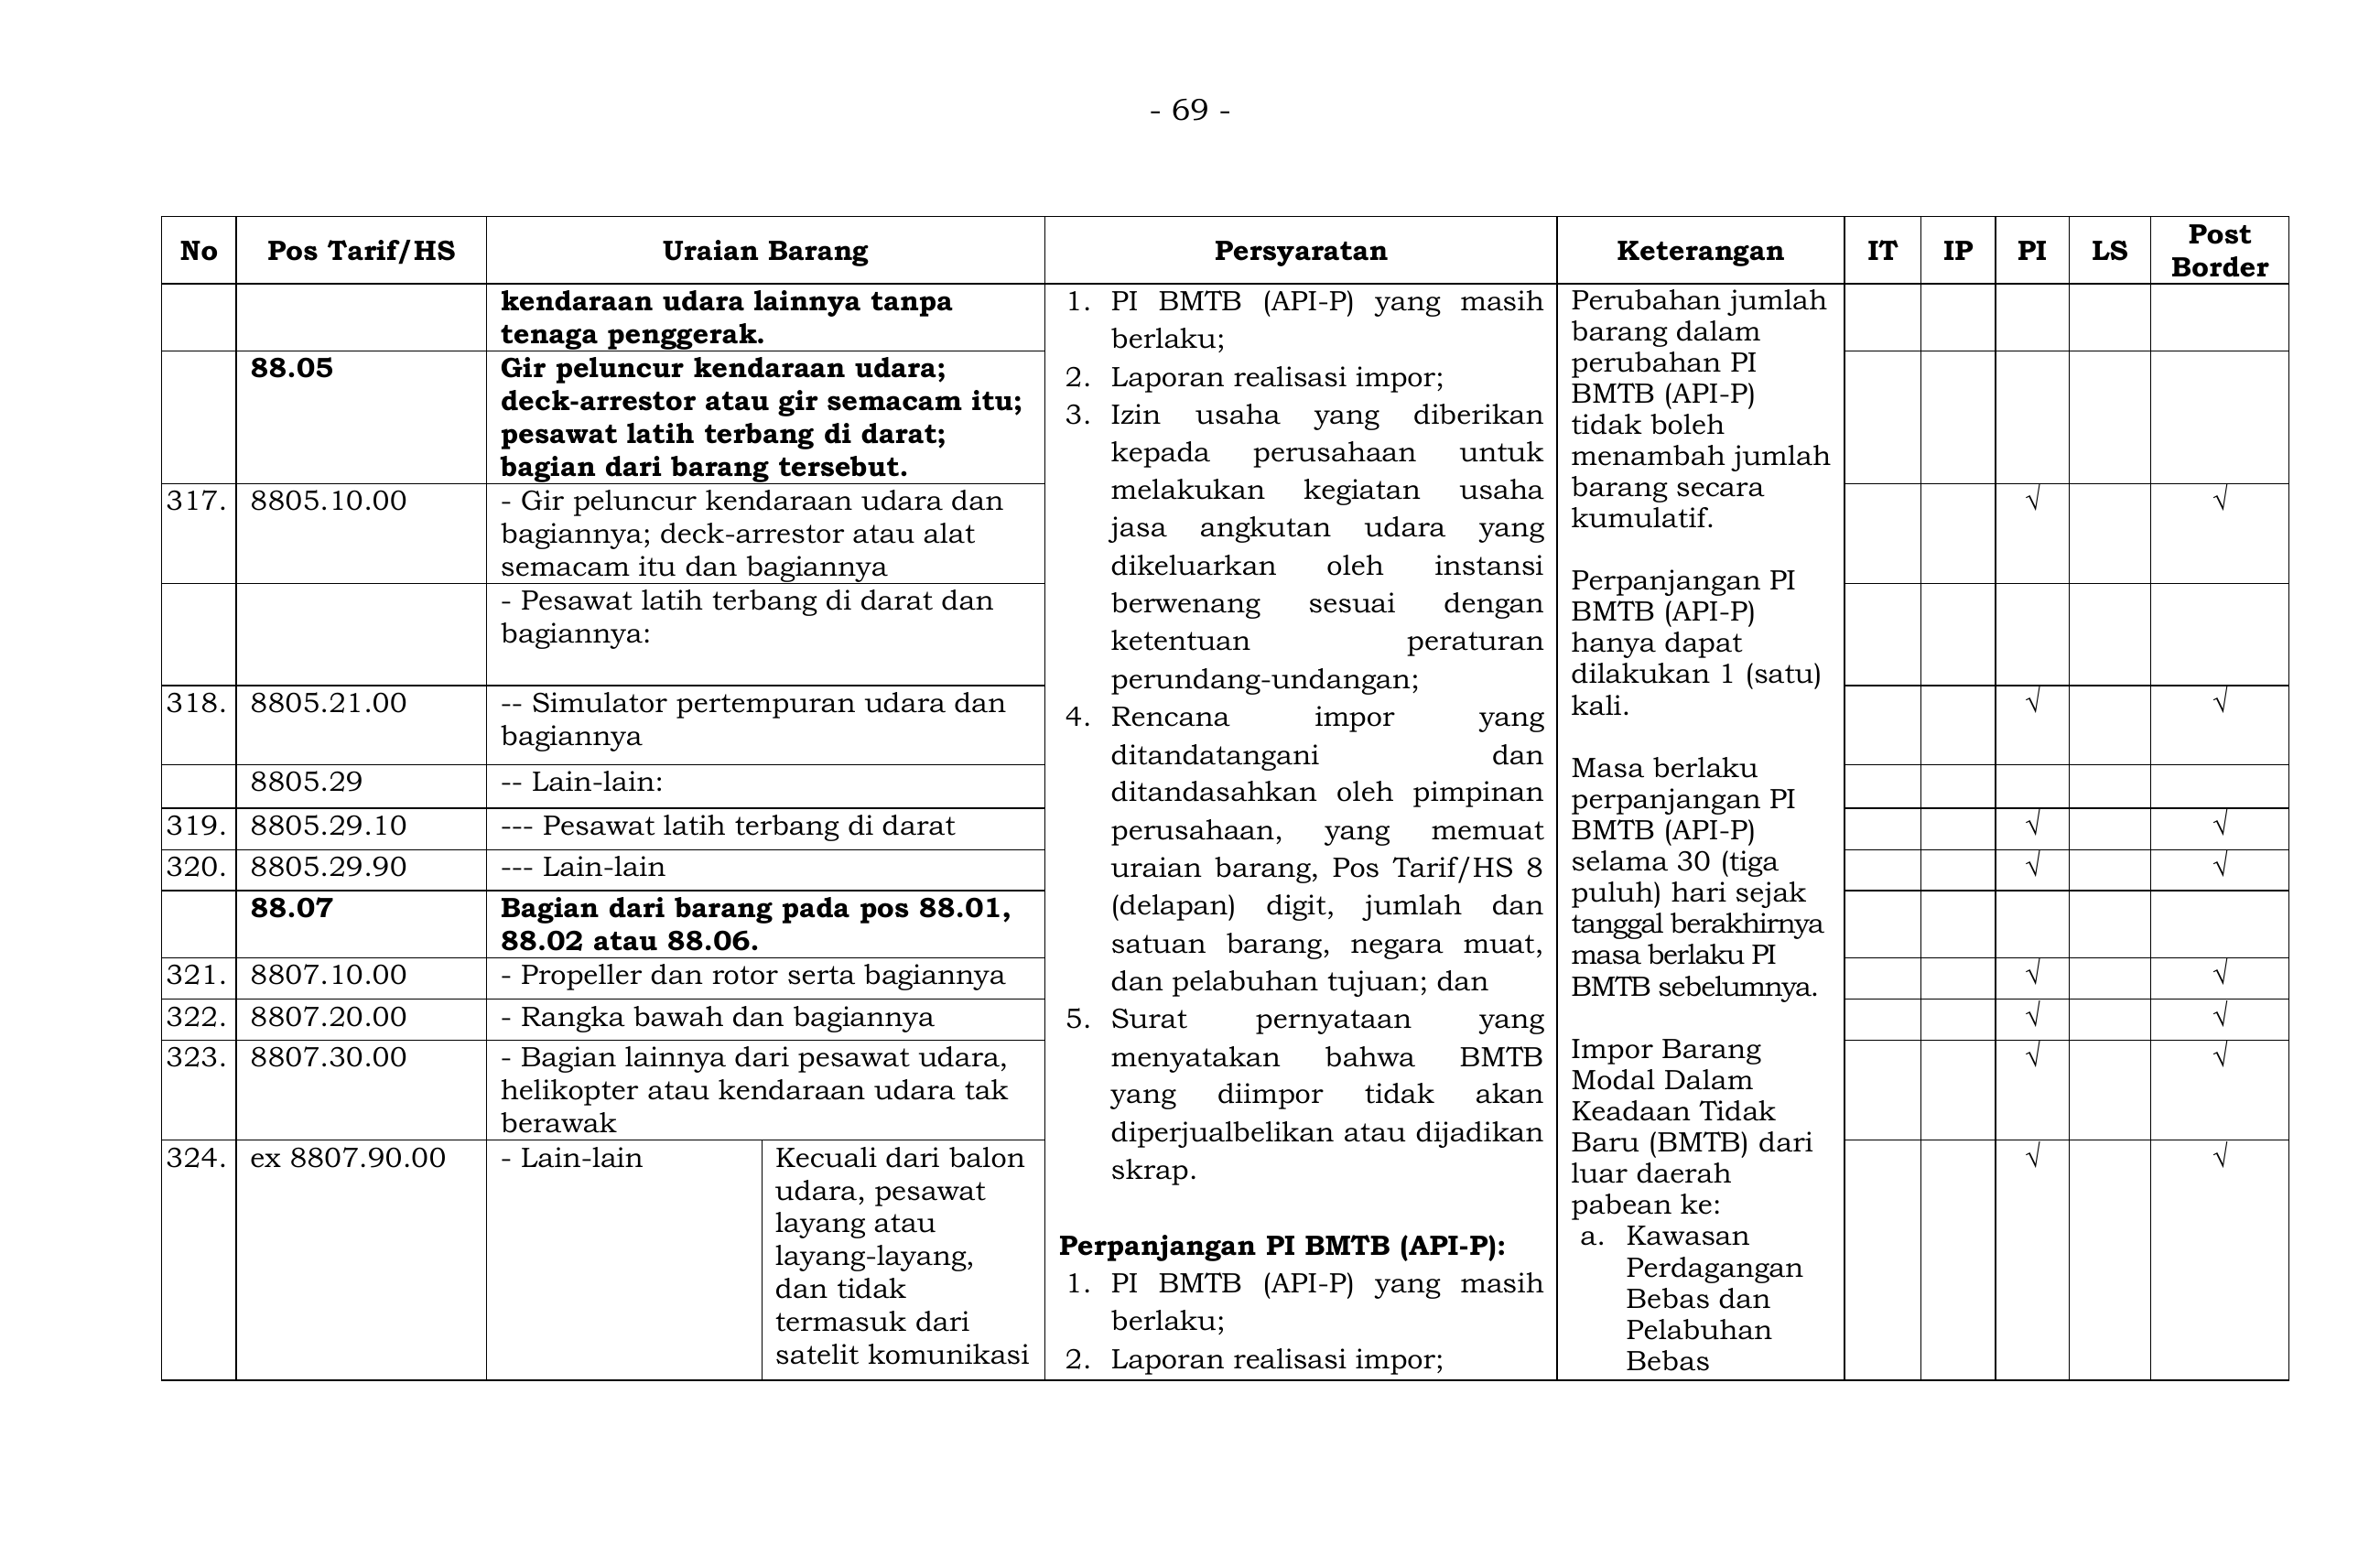 - 69 -
No
Pos Tarif/HS
Uraian Barang
Persyaratan
Keterangan
IT
IP
PI
LS
Post
Border
kendaraan udara lainnya tanpa
tenaga penggerak.
88.05
Gir peluncur kendaraan udara;
deck-arrestor atau gir semacam itu;
pesawat latih terbang di darat;
bagian dari barang tersebut.
317.
8805.10.00
- Gir peluncur kendaraan udara dan
bagiannya; deck-arrestor atau alat
semacam itu dan bagiannya
√
√
- Pesawat latih terbang di darat dan
bagiannya:
318.
8805.21.00
-- Simulator pertempuran udara dan
bagiannya
√
√
8805.29
-- Lain-lain:
319.
8805.29.10
--- Pesawat latih terbang di darat
√
√
320.
8805.29.90
--- Lain-lain
√
√
88.07
Bagian dari barang pada pos 88.01,
88.02 atau 88.06.
321.
8807.10.00
- Propeller dan rotor serta bagiannya
√
√
322.
8807.20.00
- Rangka bawah dan bagiannya
√
√
323.
8807.30.00
- Bagian lainnya dari pesawat udara,
helikopter atau kendaraan udara tak
berawak
√
√
324.
ex 8807.90.00
- Lain-lain
Kecuali dari balon
udara, pesawat
layang atau
layang-layang,
dan tidak
termasuk dari
satelit komunikasi
√
√
1. PI BMTB (API-P) yang masih
berlaku;
2. Laporan realisasi impor;
3. Izin usaha yang diberikan
kepada perusahaan untuk
melakukan kegiatan usaha
jasa angkutan udara yang
dikeluarkan oleh instansi
berwenang sesuai dengan
ketentuan peraturan
perundang-undangan;
4. Rencana impor yang
ditandatangani dan
ditandasahkan oleh pimpinan
perusahaan, yang memuat
uraian barang, Pos Tarif/HS 8
(delapan) digit, jumlah dan
satuan barang, negara muat,
dan pelabuhan tujuan; dan
5. Surat pernyataan yang
menyatakan bahwa BMTB
yang diimpor tidak akan
diperjualbelikan atau dijadikan
skrap.
Perpanjangan PI BMTB (API-P):
1. PI BMTB (API-P) yang masih
berlaku;
2. Laporan realisasi impor;
Perubahan jumlah
barang dalam
perubahan PI
BMTB (API-P)
tidak boleh
menambah jumlah
barang secara
kumulatif.
Perpanjangan PI
BMTB (API-P)
hanya dapat
dilakukan 1 (satu)
kali.
Masa berlaku
perpanjangan PI
BMTB (API-P)
selama 30 (tiga
puluh) hari sejak
tanggal berakhirnya
masa berlaku PI
BMTB sebelumnya.
Impor Barang
Modal Dalam
Keadaan Tidak
Baru (BMTB) dari
luar daerah
pabean ke:
a. Kawasan
Perdagangan
Bebas dan
Pelabuhan
Bebas